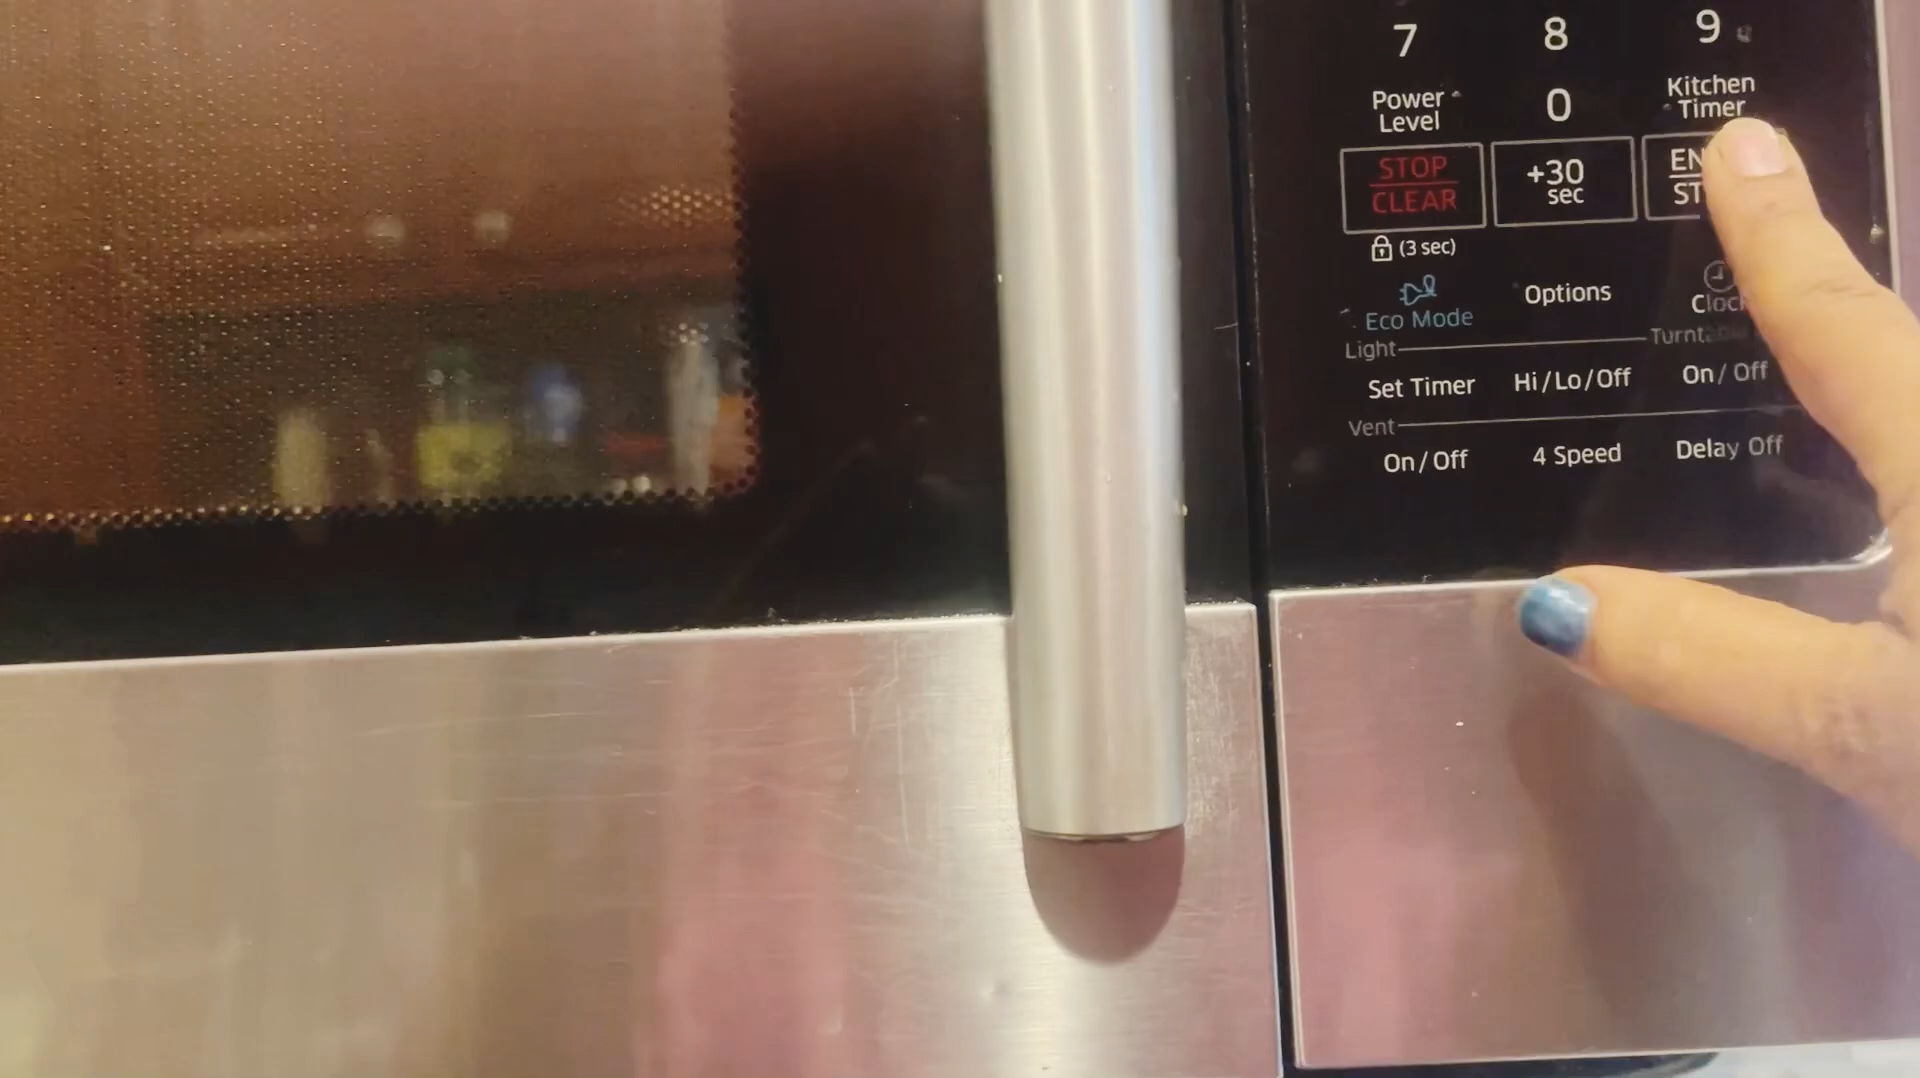 7 8 9
Power Level
0
Kitchen Timer
STOP
CLEAR
+30
sec
(3 sec)
Eco Mode
Options
Clock
Light
Set Timer
Hi/Lo/Off
On/Off
Vent
On/Off
4 Speed
Delay Off